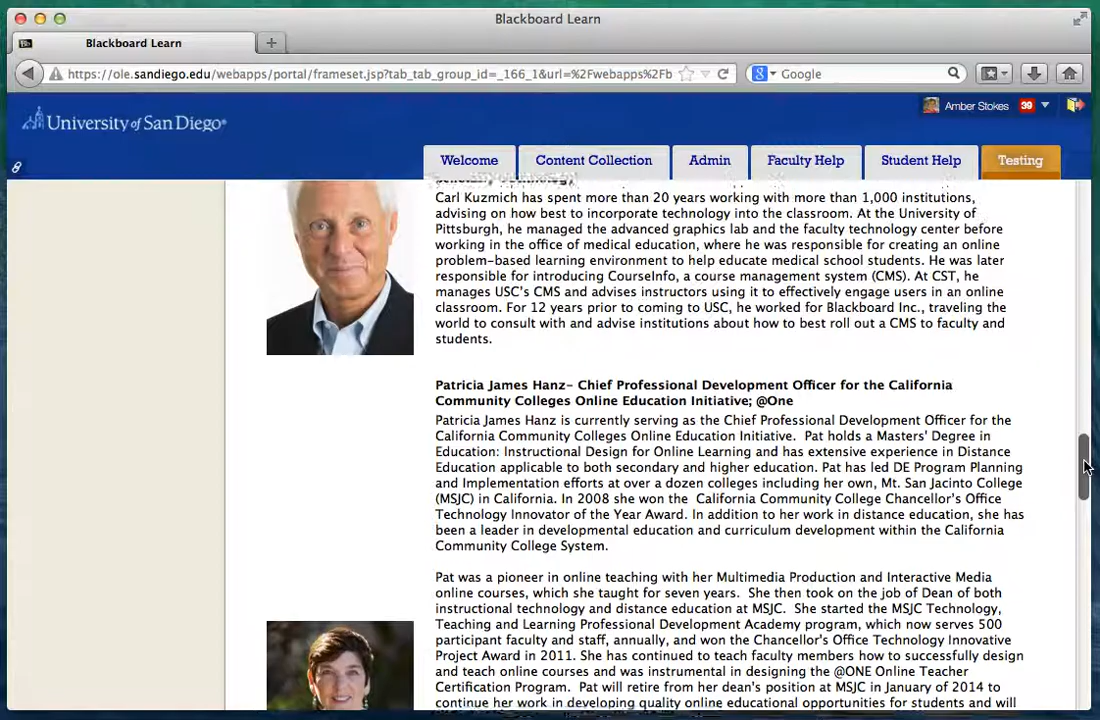 Blackboard Learn
Blackboard Learn
https://ole.sandiego.edu/webapps/portal/frameset.jsp?tab_tab_group_id=_166_1&url=%2Fwebapps%2Fb
Google
University of San Diego
Amber Stokes 39
Welcome
Content Collection
Admin
Faculty Help
Student Help
Testing
Carl Kuzmich has spent more than 20 years working with more than 1,000 institutions,
advising on how best to incorporate technology into the classroom. At the University of
Pittsburgh, he managed the advanced graphics lab and the faculty technology center before
working in the office of medical education, where he was responsible for creating an online
problem-based learning environment to help educate medical school students. He was later
responsible for introducing CourseInfo, a course management system (CMS). At CST, he
manages USC's CMS and advises instructors using it to effectively engage users in an online
classroom. For 12 years prior to coming to USC, he worked for Blackboard Inc., traveling the
world to consult with and advise institutions about how to best roll out a CMS to faculty and
students.
Patricia James Hanz– Chief Professional Development Officer for the California
Community Colleges Online Education Initiative; @One
Patricia James Hanz is currently serving as the Chief Professional Development Officer for the
California Community Colleges Online Education Initiative.  Pat holds a Masters' Degree in
Education: Instructional Design for Online Learning and has extensive experience in Distance
Education applicable to both secondary and higher education. Pat has led DE Program Planning
and Implementation efforts at over a dozen colleges including her own, Mt. San Jacinto College
(MSJC) in California. In 2008 she won the  California Community College Chancellor's Office
Technology Innovator of the Year Award. In addition to her work in distance education, she has
been a leader in developmental education and curriculum development within the California
Community College System.
Pat was a pioneer in online teaching with her Multimedia Production and Interactive Media
online courses, which she taught for seven years.  She then took on the job of Dean of both
instructional technology and distance education at MSJC.  She started the MSJC Technology,
Teaching and Learning Professional Development Academy program, which now serves 500
participant faculty and staff, annually, and won the Chancellor's Office Technology Innovative
Project Award in 2011. She has continued to teach faculty members how to successfully design
and teach online courses and was instrumental in designing the @ONE Online Teacher
Certification Program.  Pat will retire from her dean's position at MSJC in January of 2014 to
continue her work in developing quality online educational opportunities for students and will